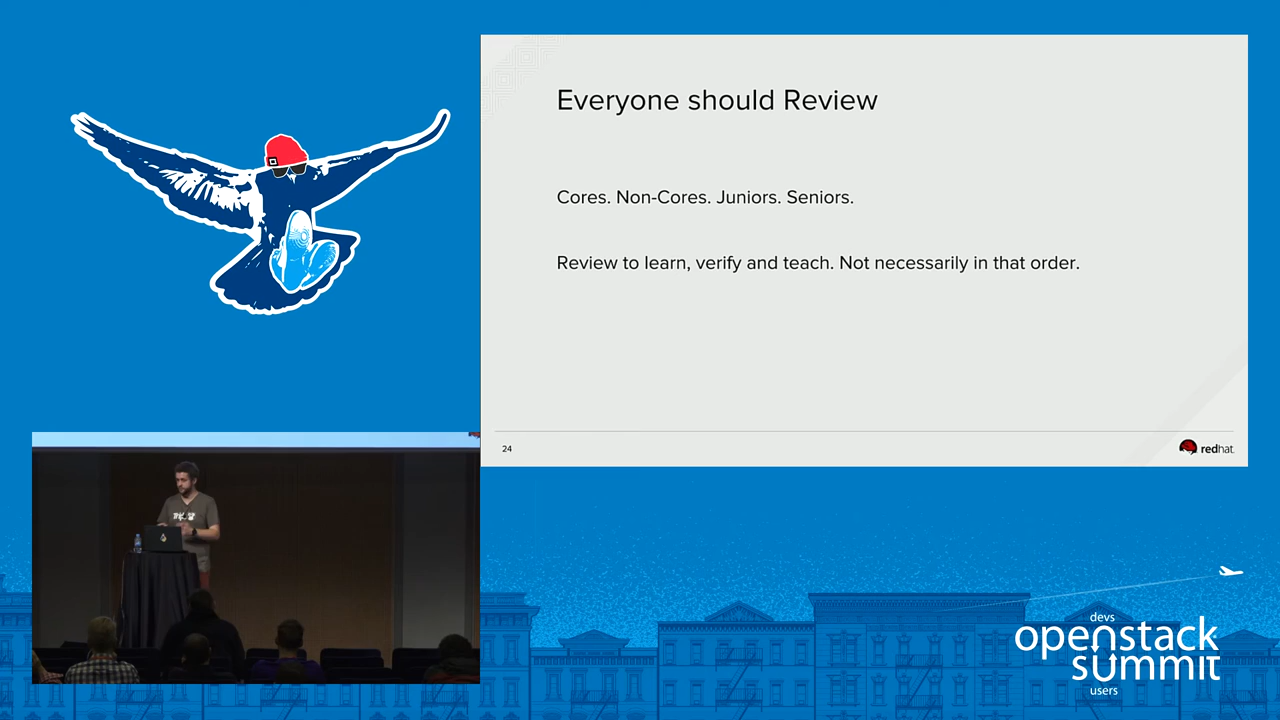 Everyone should Review
Cores. Non-Cores. Juniors. Seniors.
Review to learn, verify and teach. Not necessarily in that order.
24
redhat.
devs
openstack
summit
users